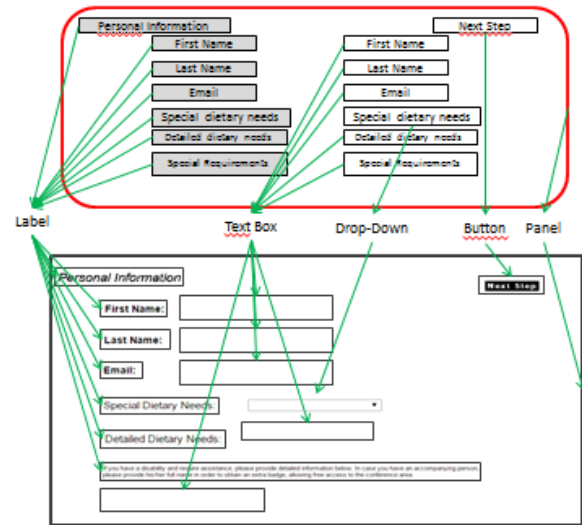 Personal Information
Next Step
First Name
First Name
Last Name
Last Name
Email
Email
Special dietary needs
Special dietary needs
Detailed dietary needs
Detailed dietary needs
Special Requirements
Special Requirements
Label
Text Box
Drop-Down
Button
Panel
Personal Information
Next Step
First Name:
Last Name:
Email:
Special Dietary Needs:
Detailed Dietary Needs:
If you have a disability and require assistance, please provide detailed information below. In case you have an accompanying person,
please provide his/her full name in order to obtain an extra badge, allowing free access to the conference area.